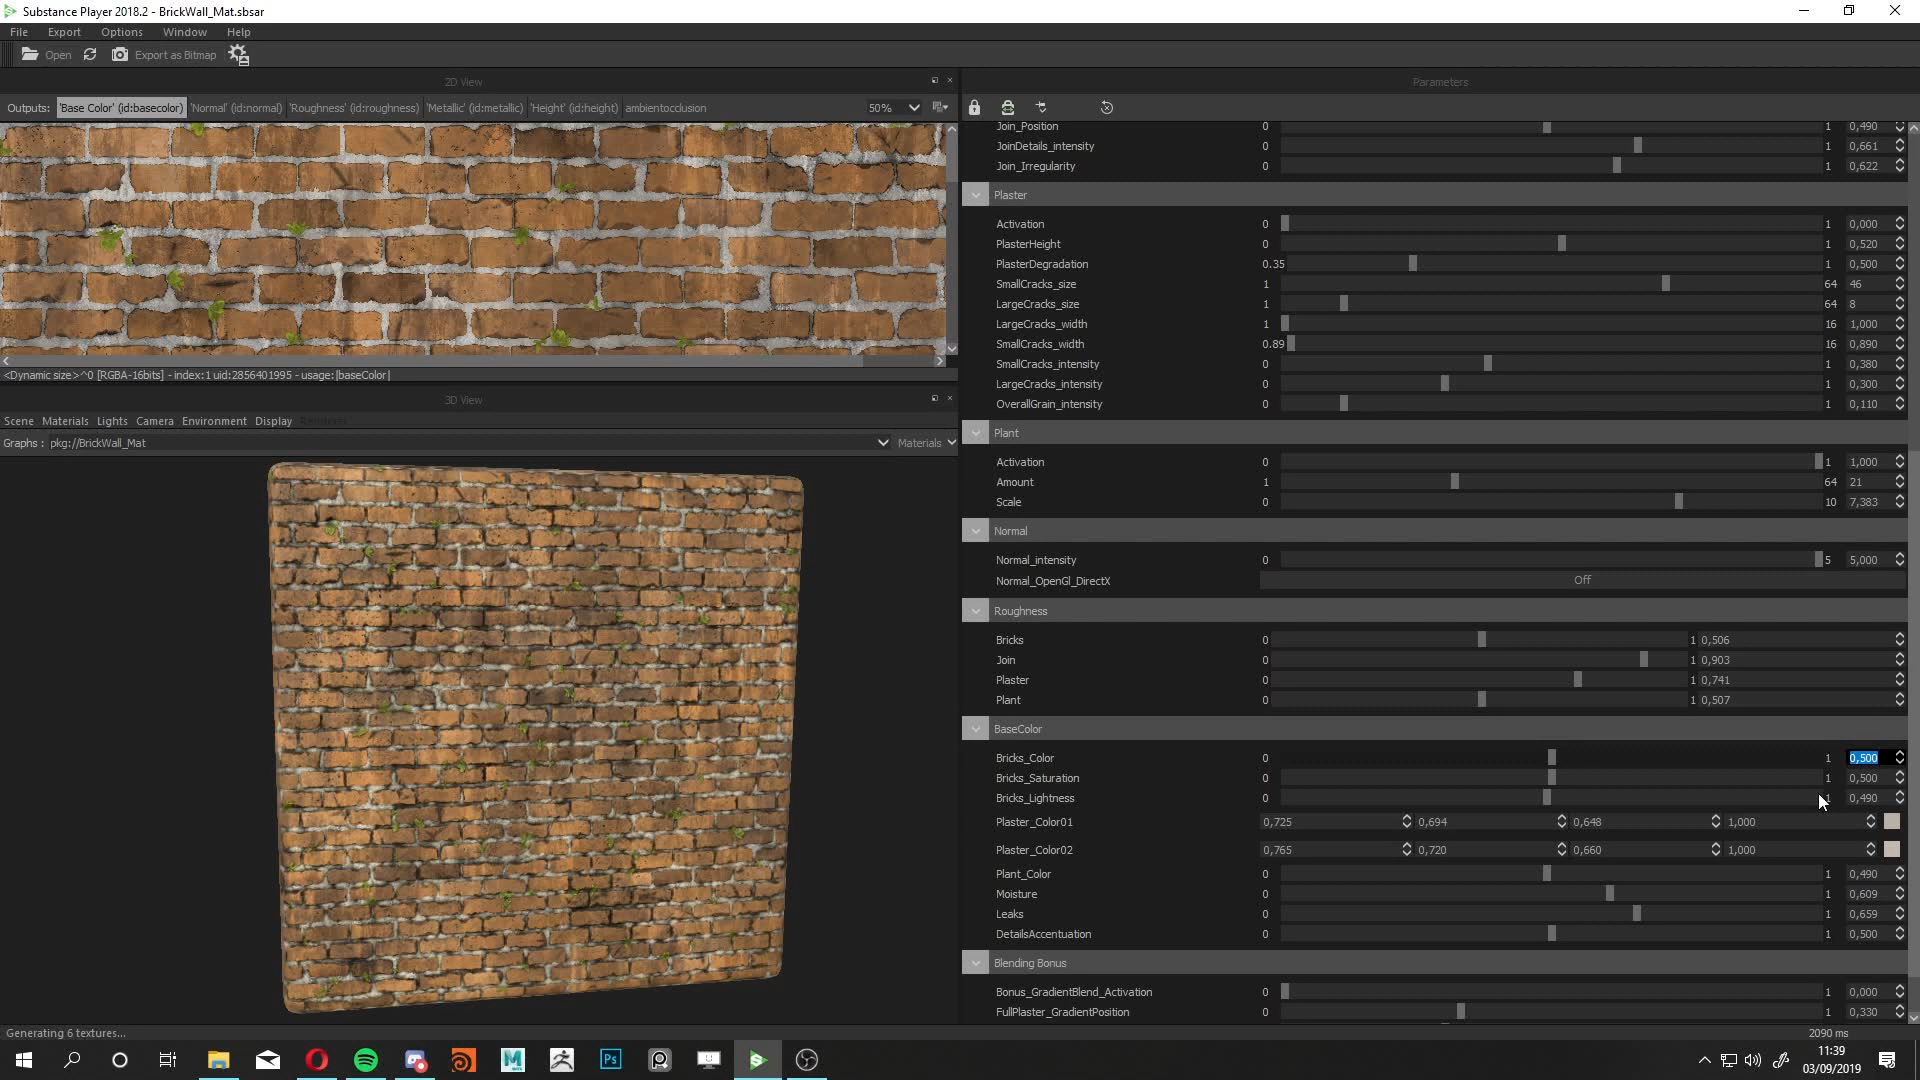 Substance Player 2018.2 - BrickWall_Mat.sbsar
File Export Options Window Help
Open Export as Bitmap
2D View
Outputs: 'Base Color' (id:basecolor) 'Normal' (id:normal) 'Roughness' (id:roughness) 'Metallic' (id:metallic) 'Height' (id:height) ambientocclusion 50%
<Dynamic size>^0 [RGBA-16bits] - index:1 uid:2856401995 - usage:|baseColor|
3D View
Scene Materials Lights Camera Environment Display
Graphs : pkg://BrickWall_Mat Materials
Generating 6 textures...
Parameters
Join_Position 0 1 0,490
JoinDetails_intensity 0 1 0,661
Join_Irregularity 0 1 0,622
Plaster
Activation 0 1 0,000
PlasterHeight 0 1 0,520
PlasterDegradation 0.35 1 0,500
SmallCracks_size 1 64 46
LargeCracks_size 1 64 8
LargeCracks_width 1 16 1,000
SmallCracks_width 0.89 16 0,890
SmallCracks_intensity 0 1 0,380
LargeCracks_intensity 0 1 0,300
OverallGrain_intensity 0 1 0,110
Plant
Activation 0 1 1,000
Amount 1 64 21
Scale 0 10 7,383
Normal
Normal_intensity 0 5 5,000
Normal_OpenGl_DirectX Off
Roughness
Bricks 0 1 0,506
Join 0 1 0,903
Plaster 0 1 0,741
Plant 0 1 0,507
BaseColor
Bricks_Color 0 1 0,500
Bricks_Saturation 0 1 0,500
Bricks_Lightness 0 1 0,490
Plaster_Color01 0,725 0,694 0,648 1,000
Plaster_Color02 0,765 0,720 0,660 1,000
Plant_Color 0 1 0,490
Moisture 0 1 0,609
Leaks 0 1 0,659
DetailsAccentuation 0 1 0,500
Blending Bonus
Bonus_GradientBlend_Activation 0 1 0,000
FullPlaster_GradientPosition 0 1 0,330
2090 ms
11:39
03/09/2019